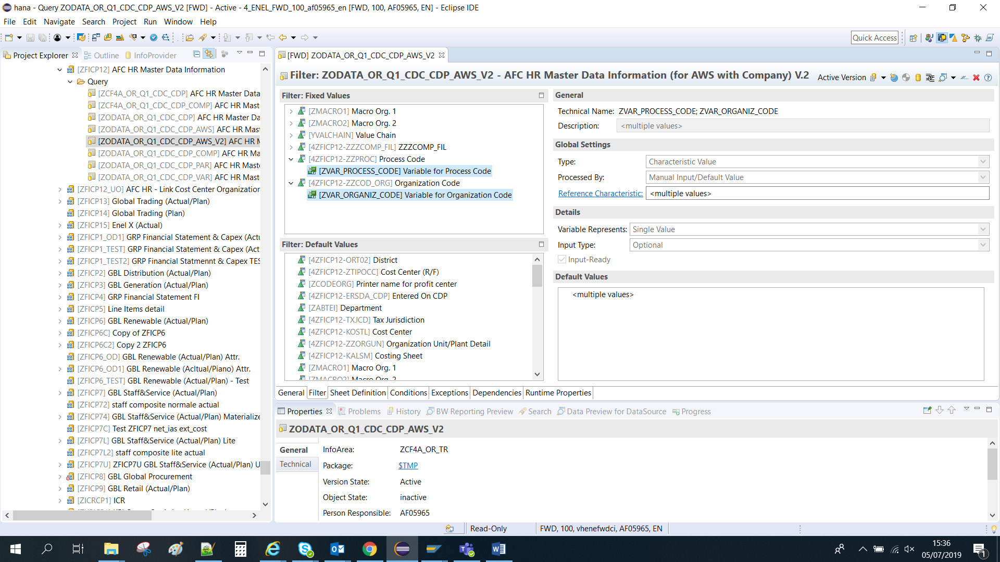 hana - Query ZODATA_OR_Q1_CDC_CDP_AWS_V2 [FWD] - Active - 4_ENEL_FWD_100_af05965_en [FWD, 100, AF05965, EN] - Eclipse IDE
File Edit Navigate Search Project Run Window Help
Quick Access
Project Explorer Outline InfoProvider
[ZFICP12] AFC HR Master Data Information
Query
[ZCF4A_OR_Q1_CDC_CDP] AFC HR Master Data
[ZCF4A_OR_Q1_CDC_CDP_COMP] AFC HR Mast
[ZODATA_OR_Q1_CDC_CDP] AFC HR Master Da
[ZODATA_OR_Q1_CDC_CDP_AWS] AFC HR Mast
[ZODATA_OR_Q1_CDC_CDP_AWS_V2] AFC HR M
[ZODATA_OR_Q1_CDC_CDP_COMP] AFC HR Ma
[ZODATA_OR_Q1_CDC_CDP_PAR] AFC HR Maste
[ZODATA_OR_Q1_CDC_CDP_VAR] AFC HR Mast
[ZFICP12_UO] AFC HR - Link Cost Center Organization
[ZFICP13] Global Trading (Actual/Plan)
[ZFICP14] Global Trading (Plan)
[ZFICP15] Enel X (Actual)
[ZFICP1_OD1] GRP Financial Statement & Capex (Actu
[ZFICP1_TEST] GRP Financial Statement & Capex (Act
[ZFICP1_TEST2] GRP Financial Statmennt & Capex TES
[ZFICP2] GBL Distribution (Actual/Plan)
[ZFICP3] GBL Generation (Actual/Plan)
[ZFICP4] GRP Financial Statement FI
[ZFICP5] Line Items detail
[ZFICP6] GBL Renewable (Actual/Plan)
[ZFICP6C] Copy of ZFICP6
[ZFICP6C2] Copy 2 ZFICP6
[ZFICP6_OD] GBL Renewable (Actual/Plan) Attr.
[ZFICP6_OD1] GBL Renewable (Acltual/Piano) Attr.
[ZFICP6_TEST] GBL Renewable (Actual/Plan) - Test
[ZFICP7] GBL Staff&Service (Actual/Plan)
[ZFICP72] staff composite normale actual
[ZFICP74] GBL Staff&Service (Actual/Plan) Materialize
[ZFICP7C] Test ZFICP7 net_ias ext_cost
[ZFICP7L] GBL Staff&Service (Actual/Plan) Lite
[ZFICP7L2] staff composite lite actual
[ZFICP7U] ZFICP7U GBL Staff&Service (Actual/Plan) U
[ZFICP8] GBL Global Procurement
[ZFICP9] GBL Retail (Actual/Plan)
[ZICRCP1] ICR
[FWD] ZODATA_OR_Q1_CDC_CDP_AWS_V2
Filter: ZODATA_OR_Q1_CDC_CDP_AWS_V2 - AFC HR Master Data Information (for AWS with Company) V.2
Active Version
Filter: Fixed Values
[ZMACRO1] Macro Org. 1
[ZMACRO2] Macro Org. 2
[YVALCHAIN] Value Chain
[4ZFICP12-ZZZCOMP_FIL] ZZZCOMP_FIL
[4ZFICP12-ZZPROC] Process Code
[ZVAR_PROCESS_CODE] Variable for Process Code
[4ZFICP12-ZZCOD_ORG] Organization Code
[ZVAR_ORGANIZ_CODE] Variable for Organization Code
Filter: Default Values
[4ZFICP12-ORT02] District
[4ZFICP12-ZTIPOCC] Cost Center (R/F)
[ZCODEORG] Printer name for profit center
[4ZFICP12-ERSDA_CDP] Entered On CDP
[ZABTEI] Department
[4ZFICP12-TXJCD] Tax Jurisdiction
[4ZFICP12-KOSTL] Cost Center
[4ZFICP12-ZZORGUN] Organization Unit/Plant Detail
[4ZFICP12-KALSM] Costing Sheet
[ZMACRO1] Macro Org. 1
[ZMACRO2] Macro Org. 2
General
Technical Name: ZVAR_PROCESS_CODE; ZVAR_ORGANIZ_CODE
Description: <multiple values>
Global Settings
Type: Characteristic Value
Processed By: Manual Input/Default Value
Reference Characteristic: <multiple values>
Details
Variable Represents: Single Value
Input Type: Optional
Input-Ready
Default Values
<multiple values>
General Filter Sheet Definition Conditions Exceptions Dependencies Runtime Properties
Properties Problems History BW Reporting Preview Search Data Preview for DataSource Progress
ZODATA_OR_Q1_CDC_CDP_AWS_V2
General
Technical
InfoArea: ZCF4A_OR_TR
Package: $TMP
Version State: Active
Object State: inactive
Person Responsible: AF05965
Read-Only
FWD, 100, vhenefwdci, AF05965, EN
15:36
05/07/2019
1